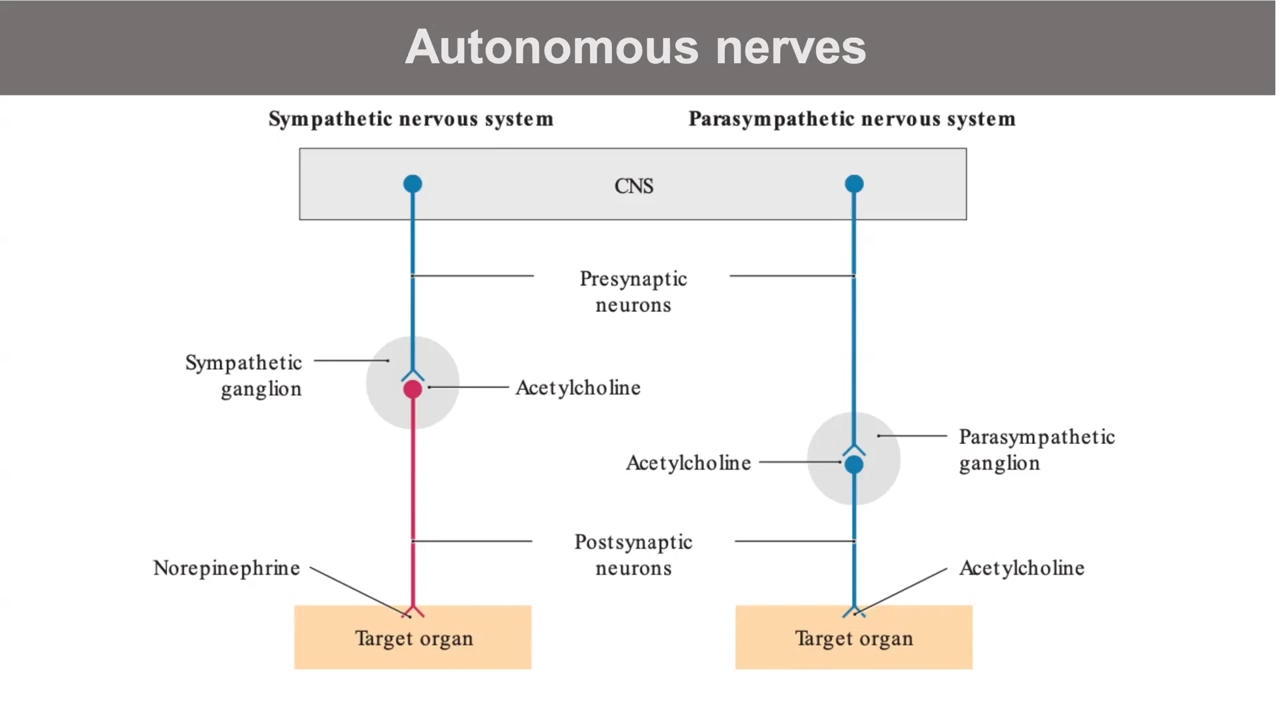 Autonomous nerves
Sympathetic nervous system
Parasympathetic nervous system
CNS
Presynaptic
neurons
Sympathetic
ganglion
Acetylcholine
Parasympathetic
ganglion
Acetylcholine
Postsynaptic
neurons
Norepinephrine
Acetylcholine
Target organ
Target organ